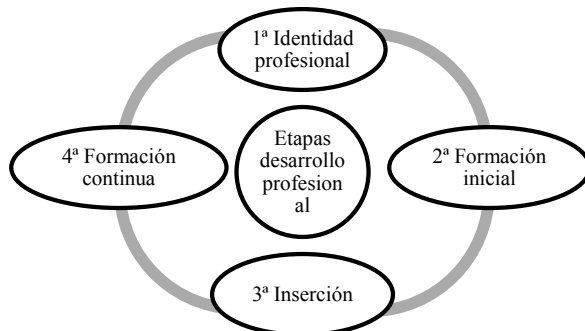 1ª Identidad
profesional
Etapas
desarrollo
profesion
al
4ª Formación
continua
2ª Formación
inicial
3ª Inserción